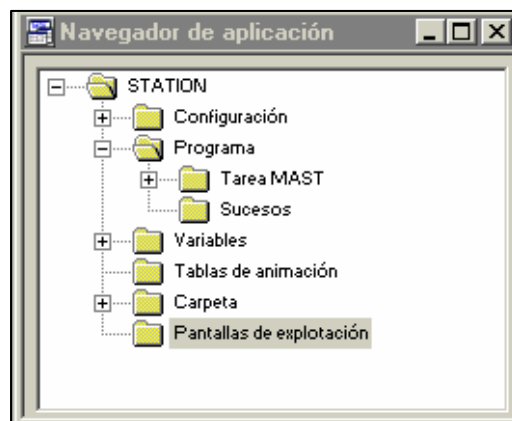 Navegador de aplicación
STATION
Configuración
Programa
Tarea MAST
Sucesos
Variables
Tablas de animación
Carpeta
Pantallas de explotación